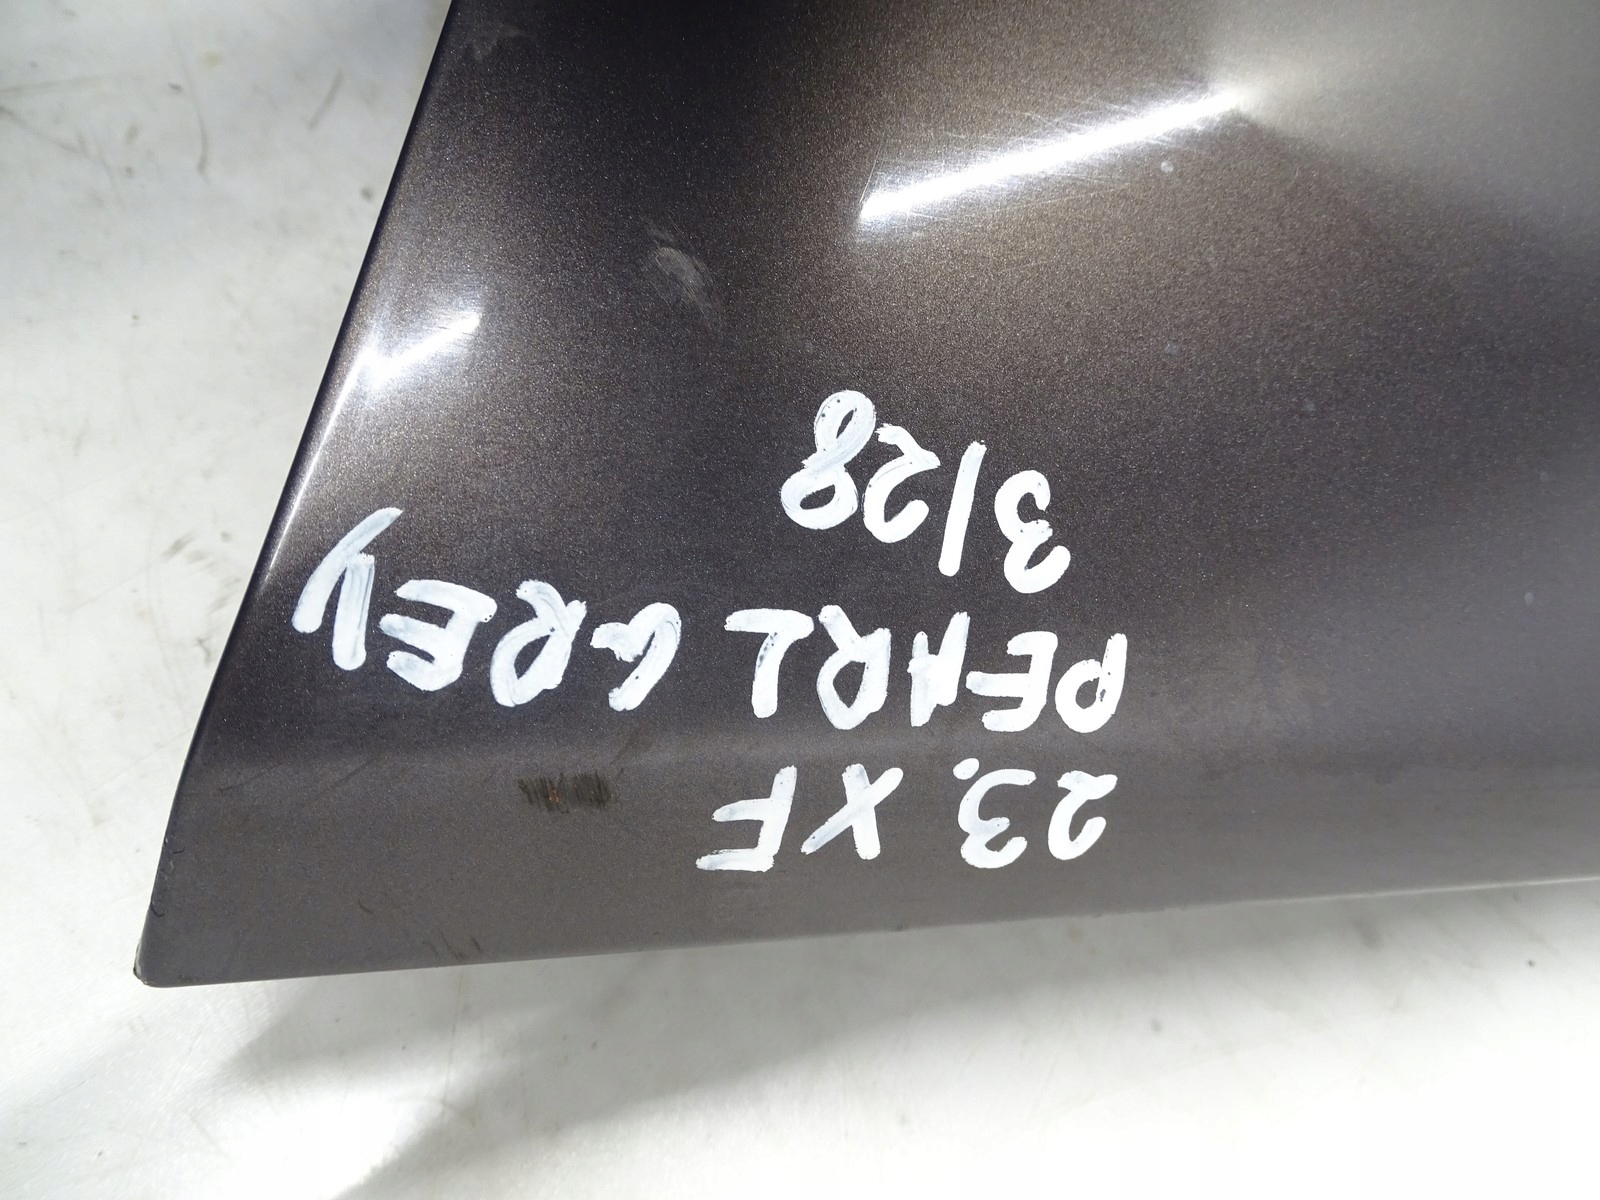 23. XF
PEARL GREY
3/28